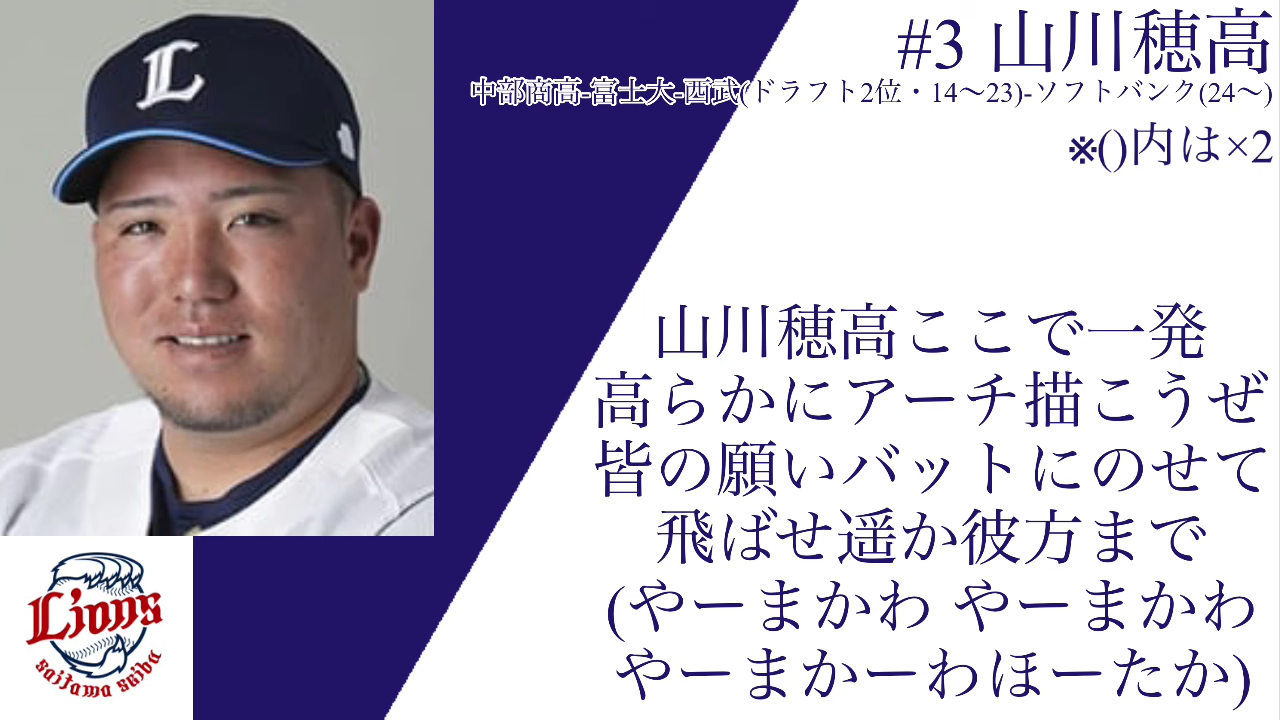 #3 山川穂高
中部商高-富士大-西武(ドラフト2位・14～23)-ソフトバンク(24～)
※()内は×2
山川穂高ここで一発
高らかにアーチ描こうぜ
皆の願いバットにのせて
飛ばせ遥か彼方まで
(やーまかわ やーまかわ
やーまかーわほーたか)
L
Lions
saitama seibu